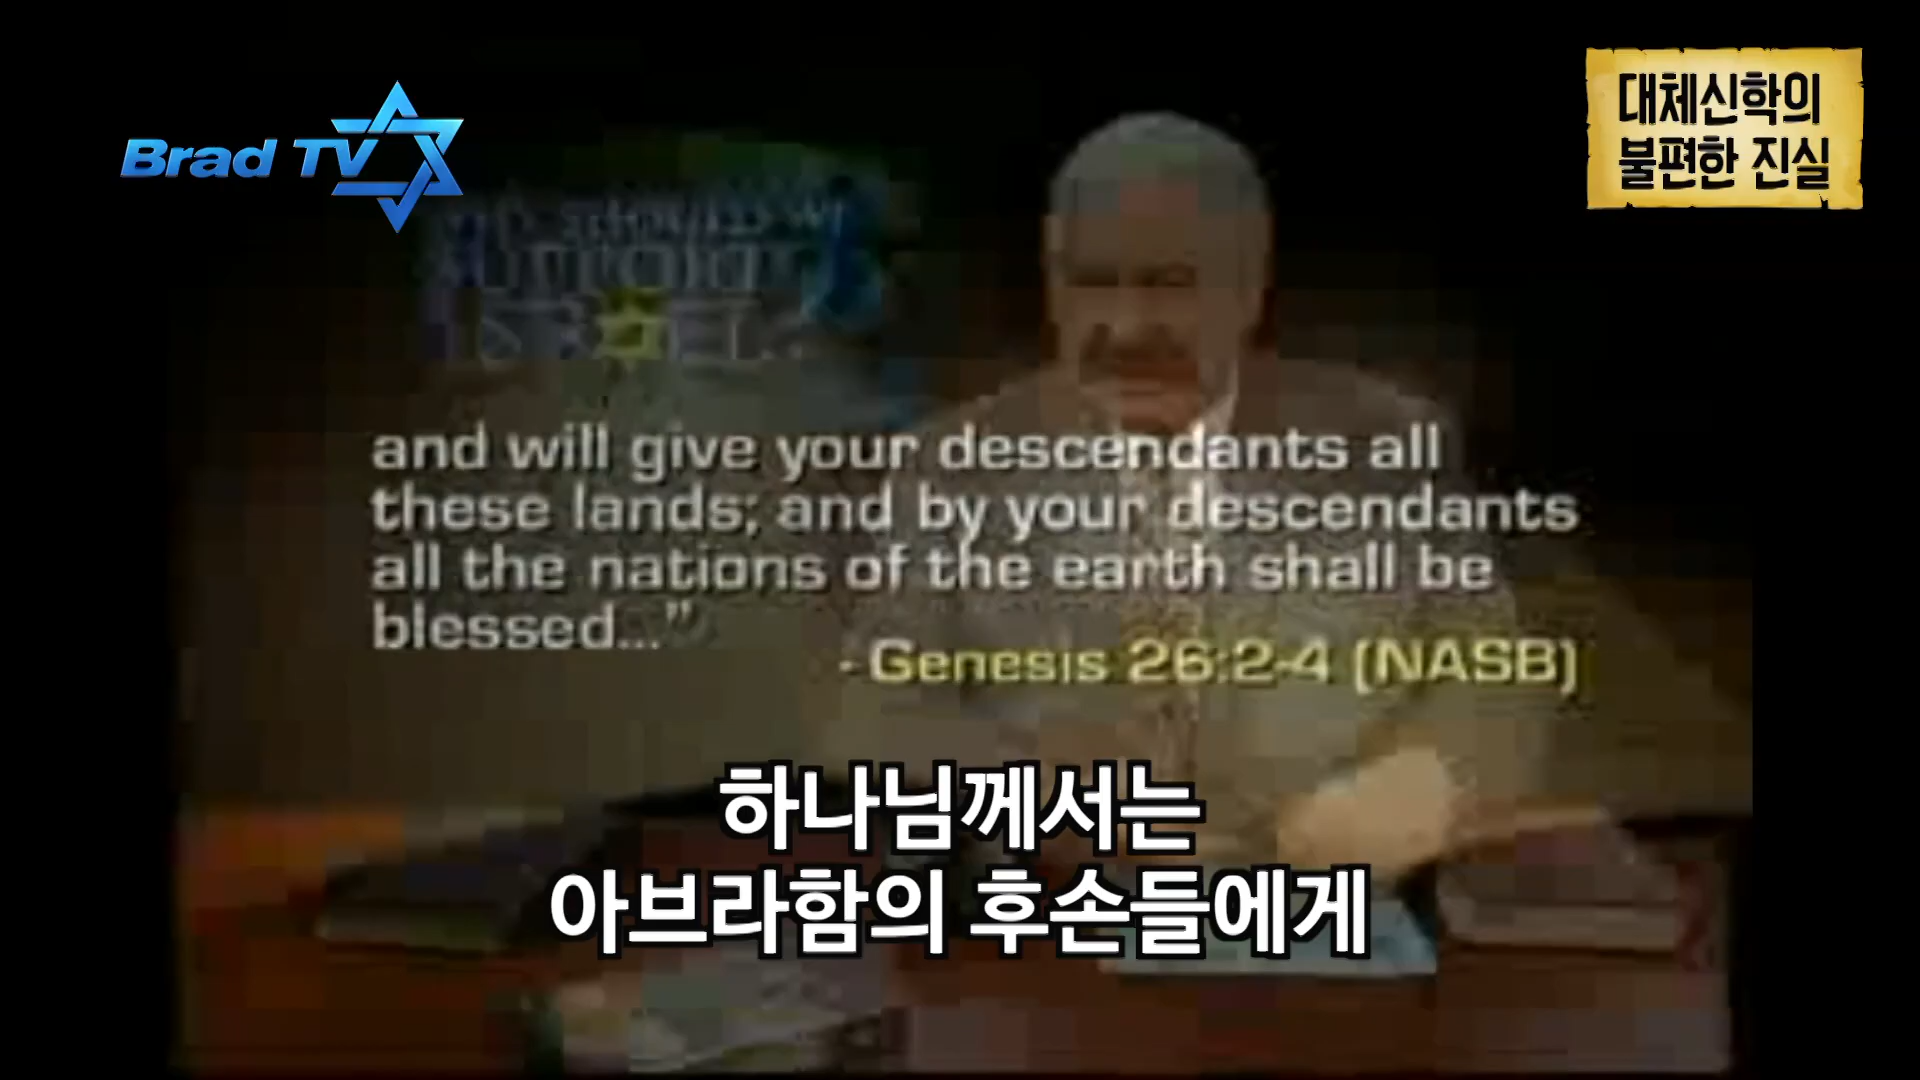 Brad TV
대체신학의
불편한 진실
SUPPORT
ISRAEL
and will give your descendants all
these lands; and by your descendants
all the nations of the earth shall be
blessed..."
- Genesis 26:2-4 (NASB)
하나님께서는
아브라함의 후손들에게